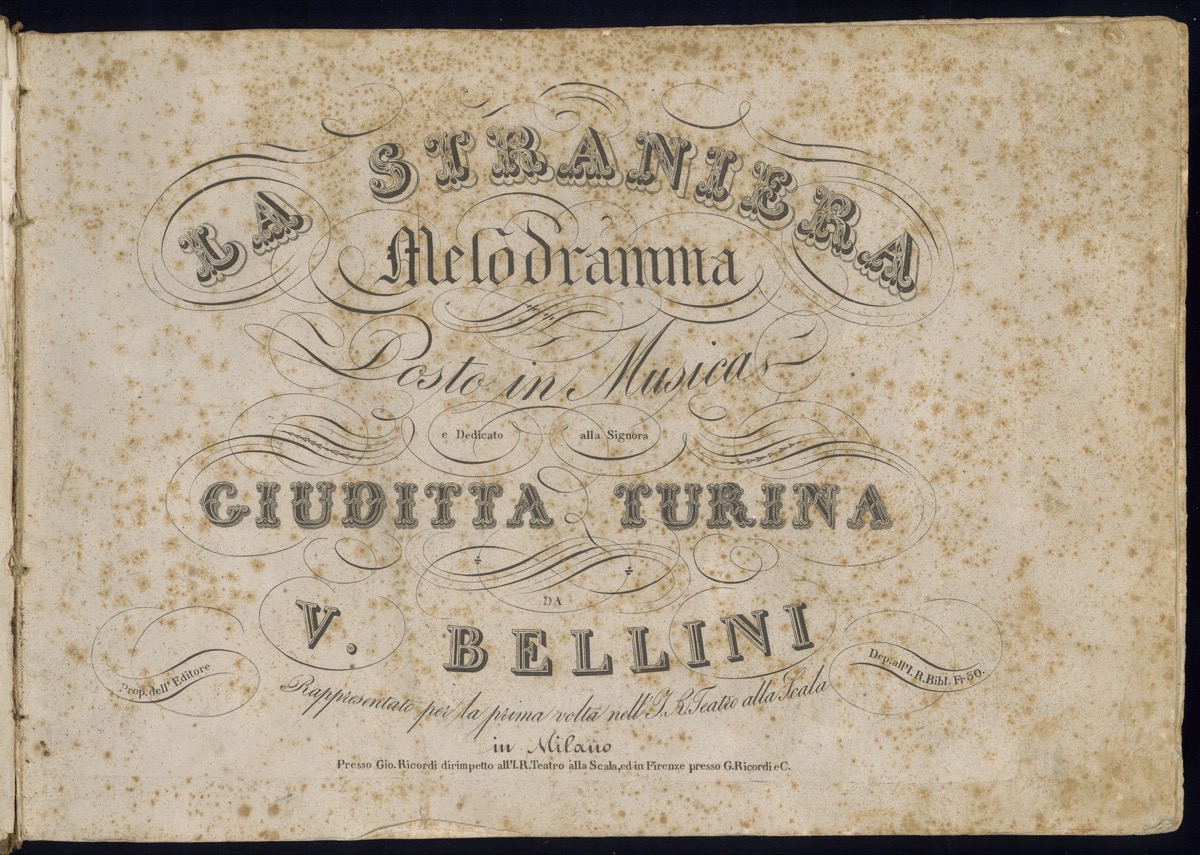 LA STRANIERA
Melodramma
Posto in Musica
e Dedicato alla Signora
GIUDITTA TURINA
DA
V. BELLINI
Prop. dell' Editore
Dep. all'I. R. Bibl. Fr. 30.
Rappresentato per la prima volta nell' I. R. Teatro alla Scala
in Milano
Presso Gio. Ricordi dirimpetto all'I. R. Teatro alla Scala, ed in Firenze presso G. Ricordi e C.